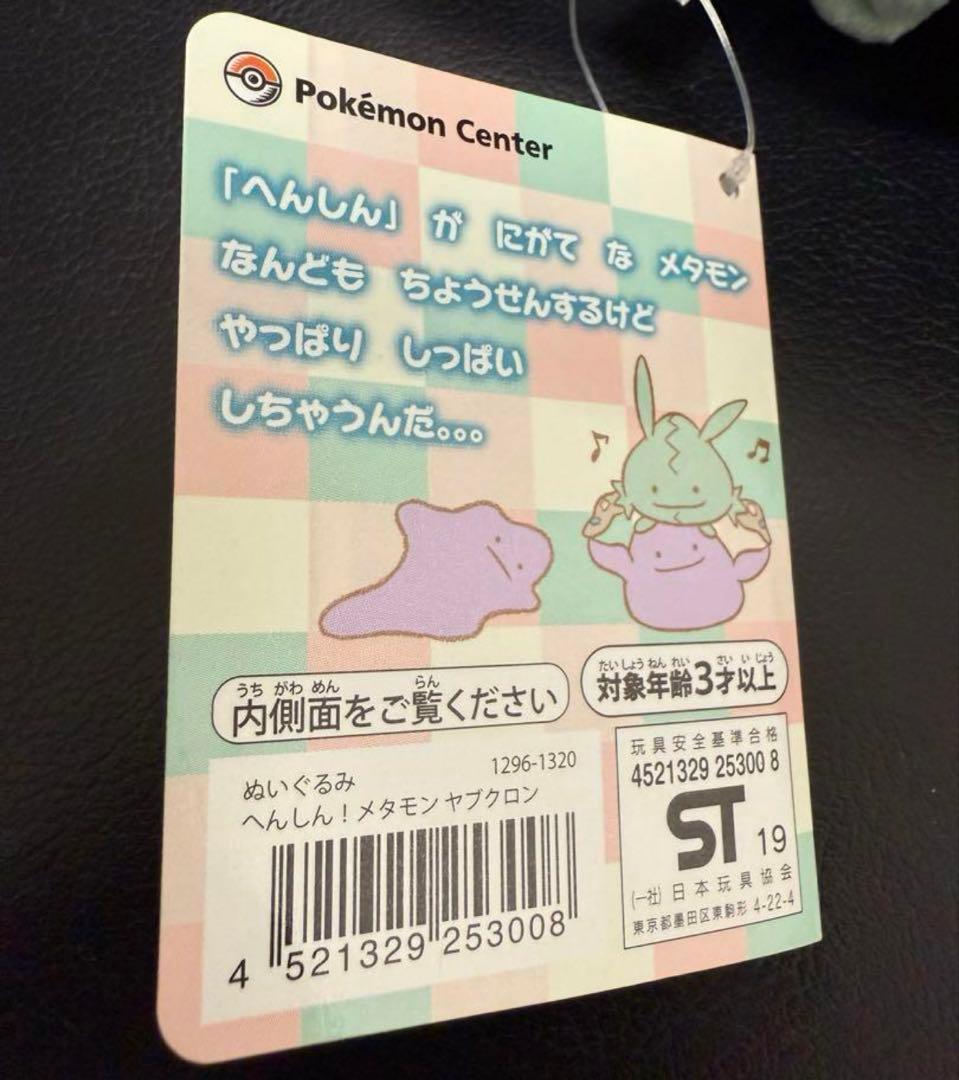 Pokémon Center
「へんしん」 が にがて な メタモン
なんども ちょうせんするけど
やっぱり しっぱい
しちゃうんだ。。。
うち がわ めん らん
内側面をご覧ください
たいしょう ねん れい さい い じょう
対象年齢3才以上
1296-1320
ぬいぐるみ
へんしん！メタモン ヤブクロン
4 521329 253008
玩具安全基準合格
4521329 25300 8
ST 19
(一社) 日本玩具協会
東京都墨田区東駒形 4-22-4